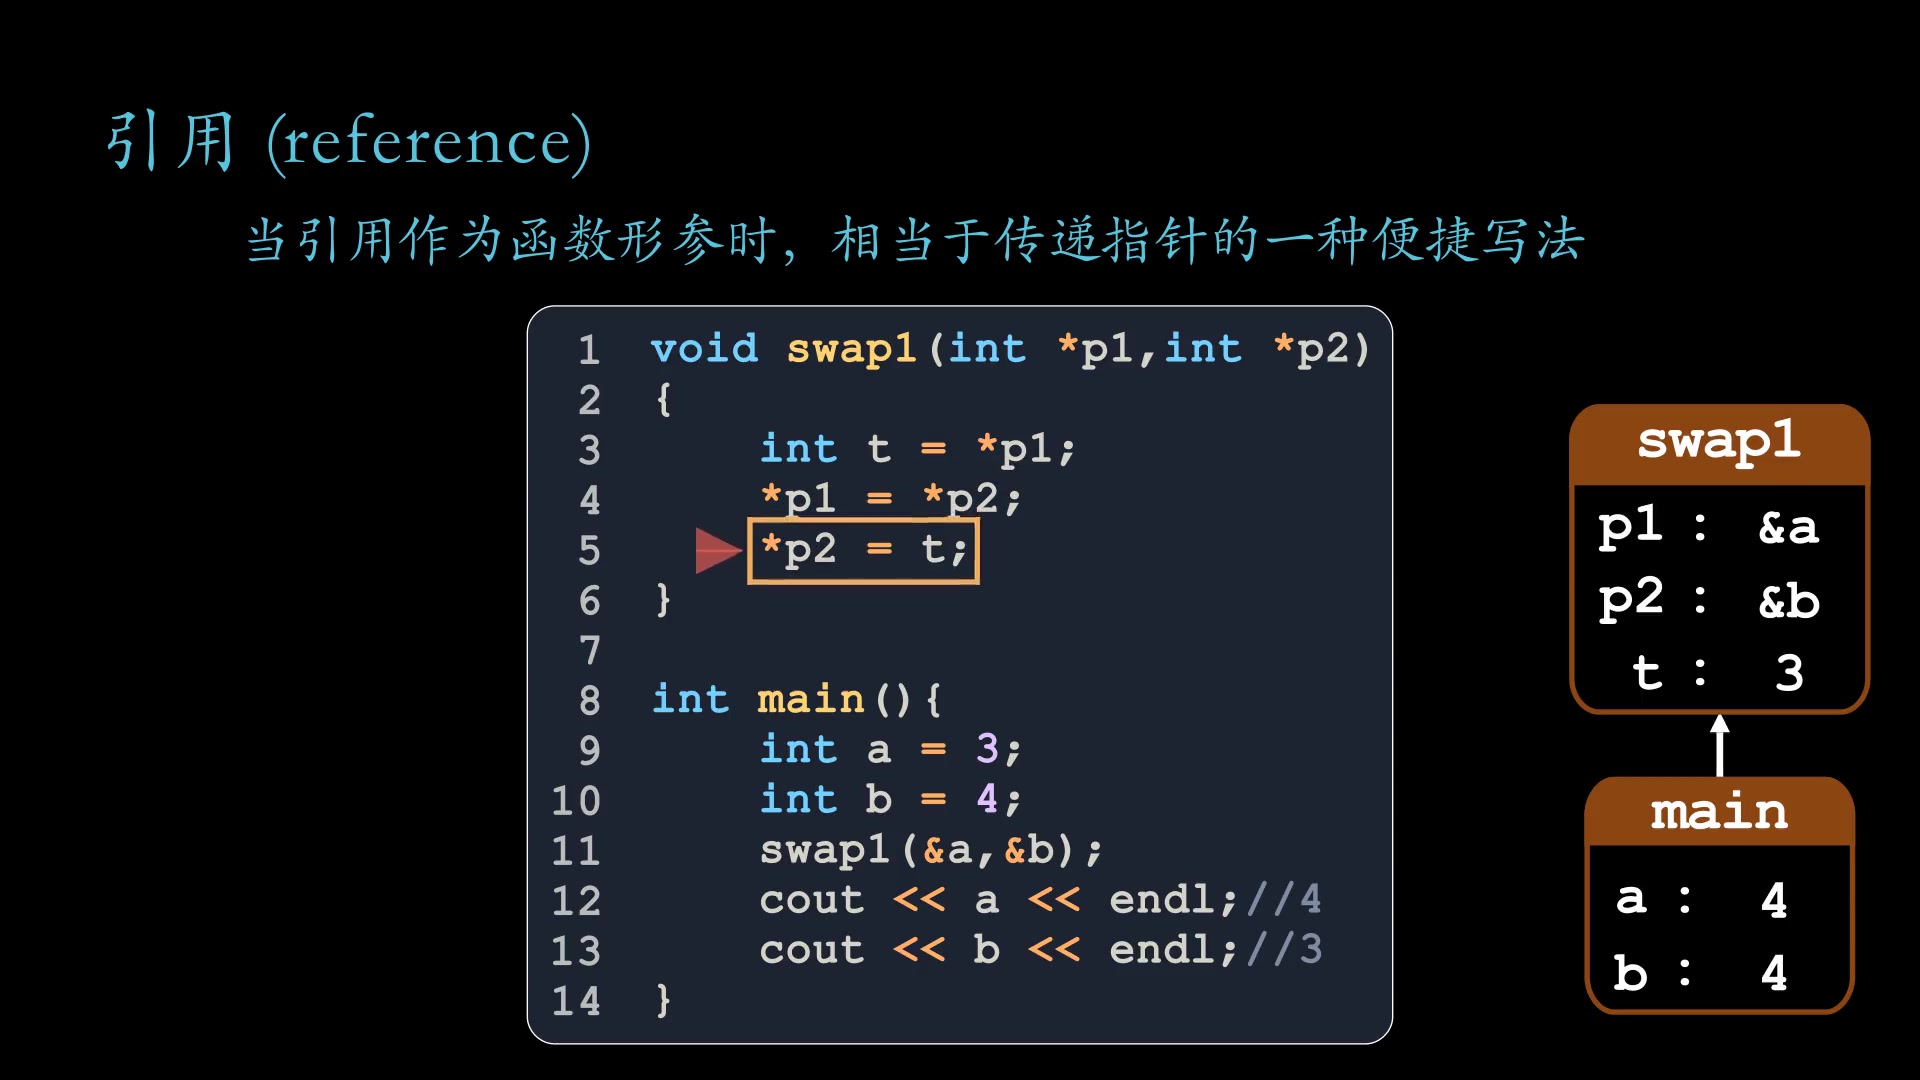 引用 (reference)
当引用作为函数形参时，相当于传递指针的一种便捷写法
1 void swap1(int *p1,int *p2)
2 {
3     int t = *p1;
4     *p1 = *p2;
5     *p2 = t;
6 }
7
8 int main(){
9     int a = 3;
10     int b = 4;
11     swap1(&a,&b);
12     cout << a << endl;//4
13     cout << b << endl;//3
14 }
swap1
p1 : &a
p2 : &b
t : 3
main
a : 4
b : 4